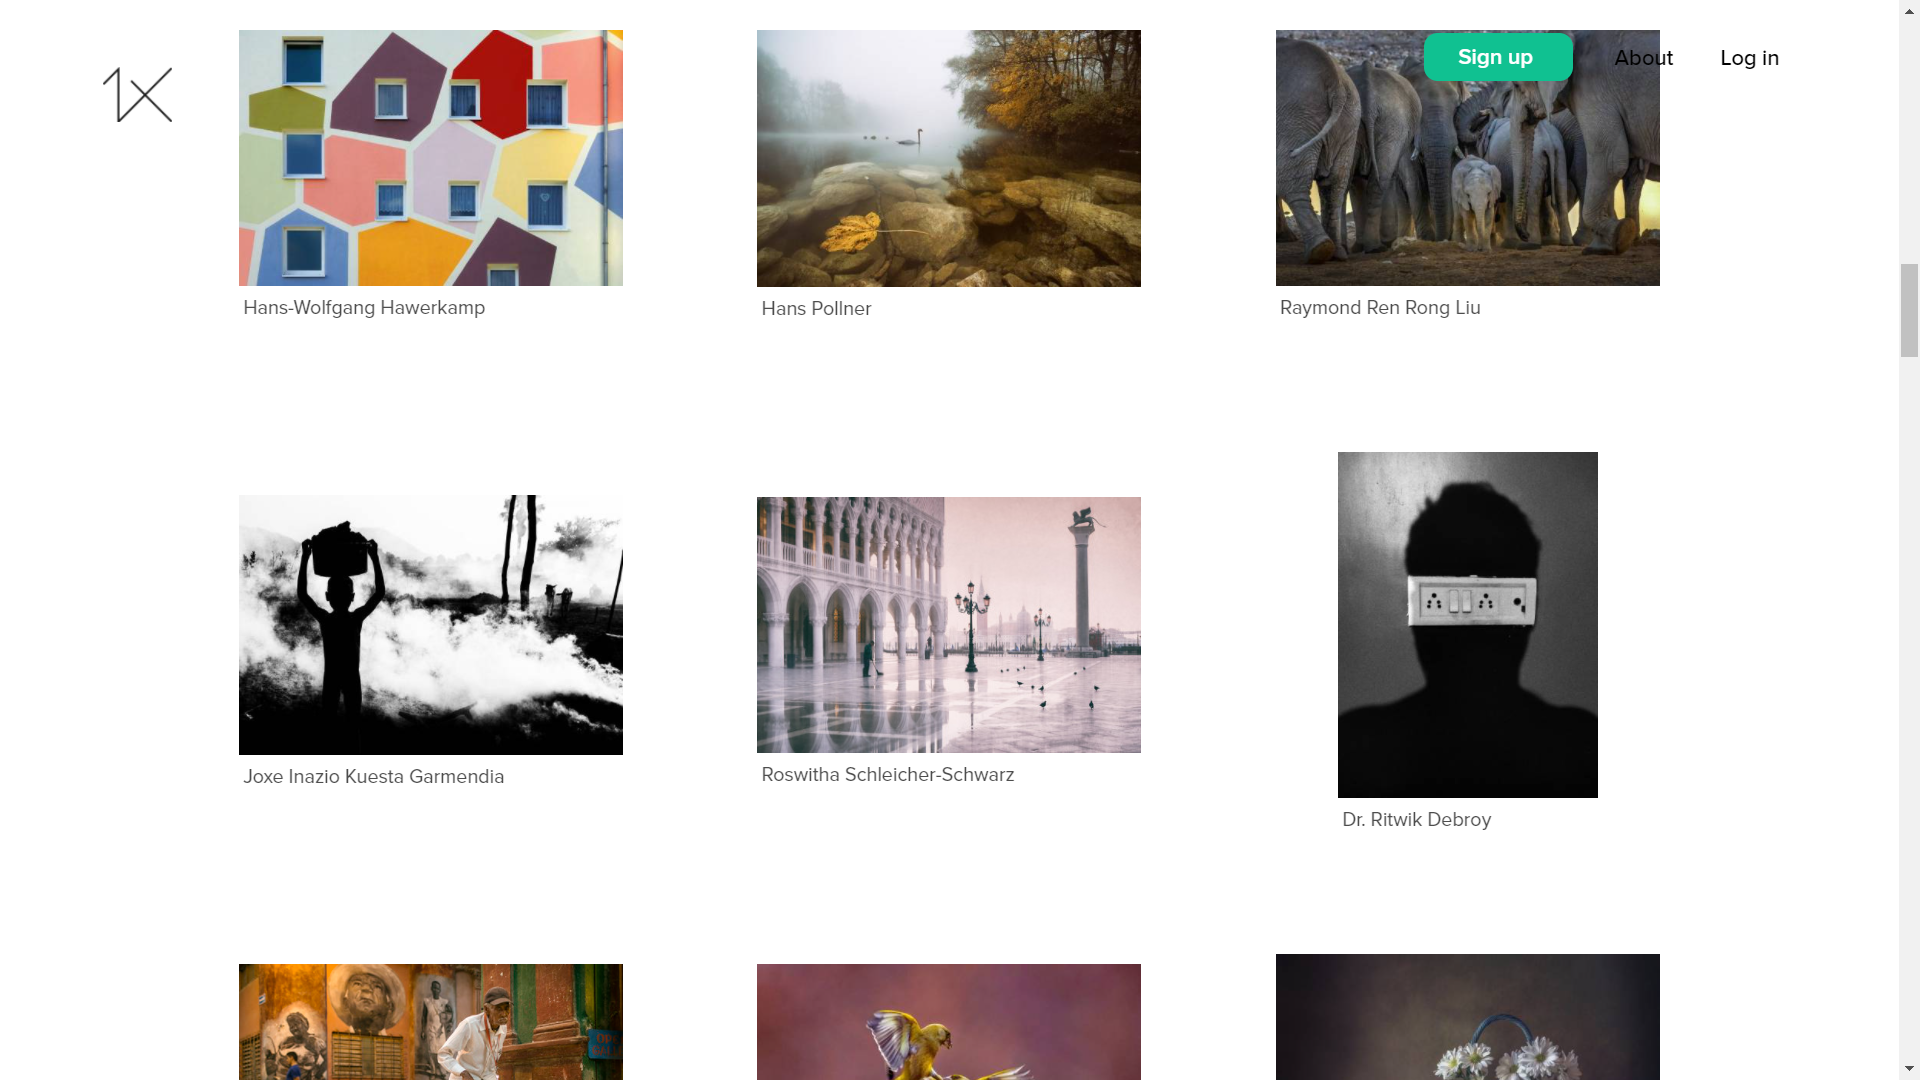 1X
Sign up
About
Log in
Hans-Wolfgang Hawerkamp
Hans Pollner
Raymond Ren Rong Liu
Joxe Inazio Kuesta Garmendia
Roswitha Schleicher-Schwarz
Dr. Ritwik Debroy